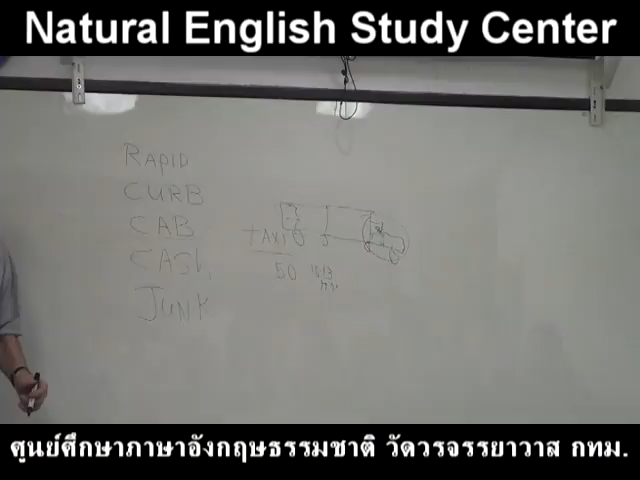 Natural English Study Center
RAPID
CURB
CAB
TAXI
CASh
50
JUNK
ศูนย์ศึกษาภาษาอังกฤษธรรมชาติ วัดวรจรรยาวาส กทม.